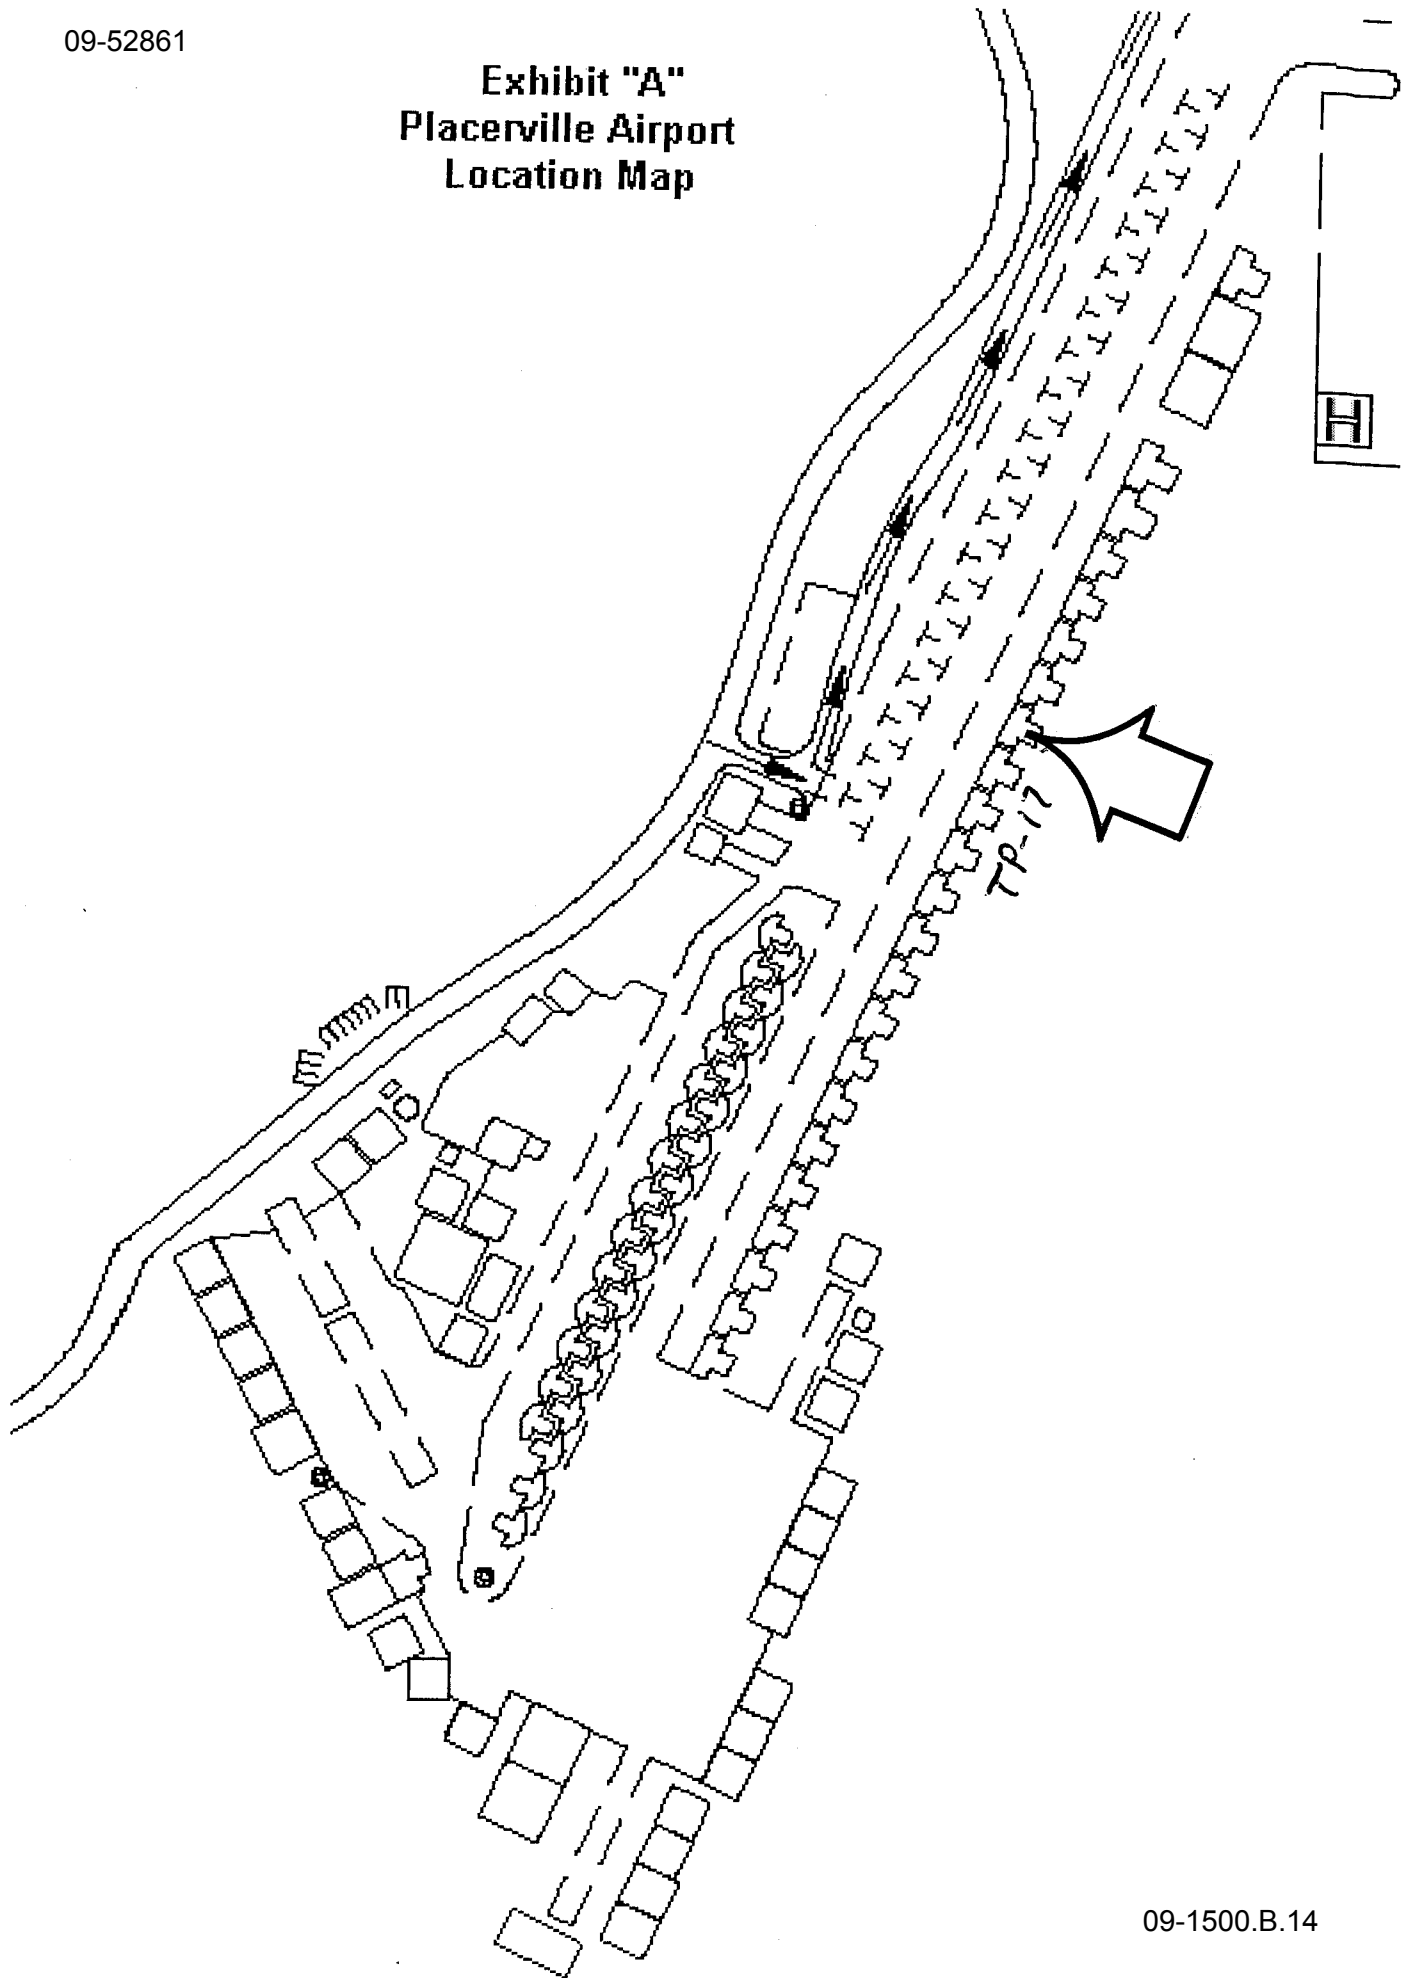 09-52861
Exhibit "A"
Placerville Airport
Location Map
H
TP-17
09-1500.B.14